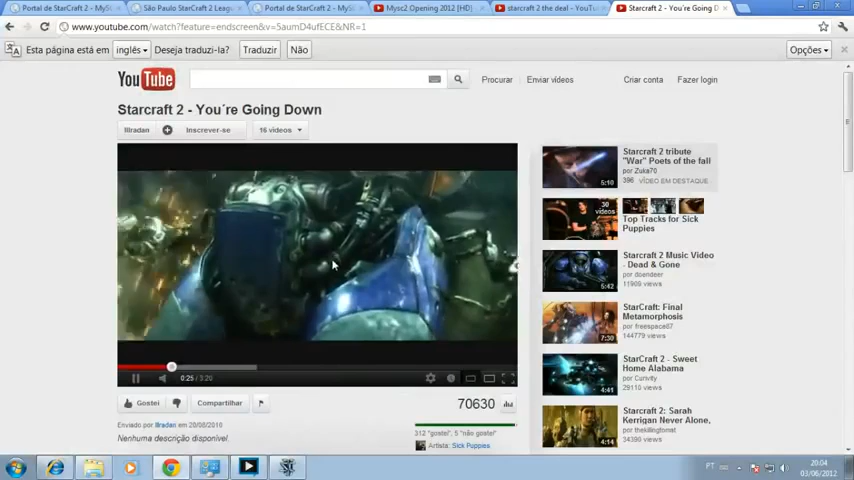 Portal de StarCraft 2 - MySC
São Paulo StarCraft 2 Leag
Portal de StarCraft 2 - MySC
Mysc2 Opening 2012 [HD]
starcraft 2 the deal - YouTu
Starcraft 2 - You´re Going D
www.youtube.com/watch?feature=endscreen&v=5aumD4ufECE&NR=1
Esta página está em inglês Deseja traduzi-la? Traduzir Não Opções
YouTube
Procurar Enviar vídeos Criar conta Fazer login
Starcraft 2 - You´re Going Down
Illradan Inscrever-se 16 vídeos
0:25 / 3:20
Gostei Compartilhar 70630
Enviado por Illradan em 20/08/2010
Nenhuma descrição disponível.
312 "gostei", 5 "não gostei"
Artista: Sick Puppies
5:10
Starcraft 2 tribute
"War" Poets of the fall
por Zuka70
396 VÍDEO EM DESTAQUE
30
vídeos
Top Tracks for Sick
Puppies
5:42
Starcraft 2 Music Video
- Dead & Gone
por doendeer
11909 views
7:30
StarCraft: Final
Metamorphosis
por freespace67
144779 views
4:41
StarCraft 2 - Sweet
Home Alabama
por Curivity
29110 views
4:14
Starcraft 2: Sarah
Kerrigan Never Alone,
por thekillingtomist
PT
20:04
03/06/2012